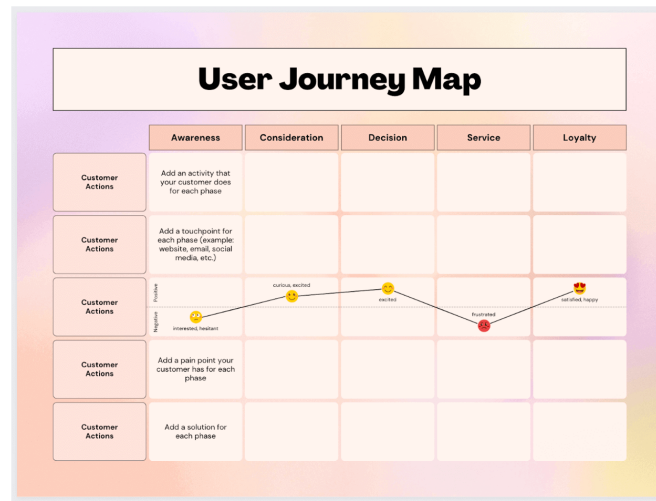 User Journey Map
Awareness
Consideration
Decision
Service
Loyalty
Customer
Actions
Add an activity that
your customer does
for each phase
Customer
Actions
Add a touchpoint for
each phase (example:
website, email, social
media, etc.)
Customer
Actions
Positive
Negative
interested, hesitant
curious, excited
excited
frustrated
satisfied, happy
Customer
Actions
Add a pain point your
customer has for each
phase
Customer
Actions
Add a solution for
each phase